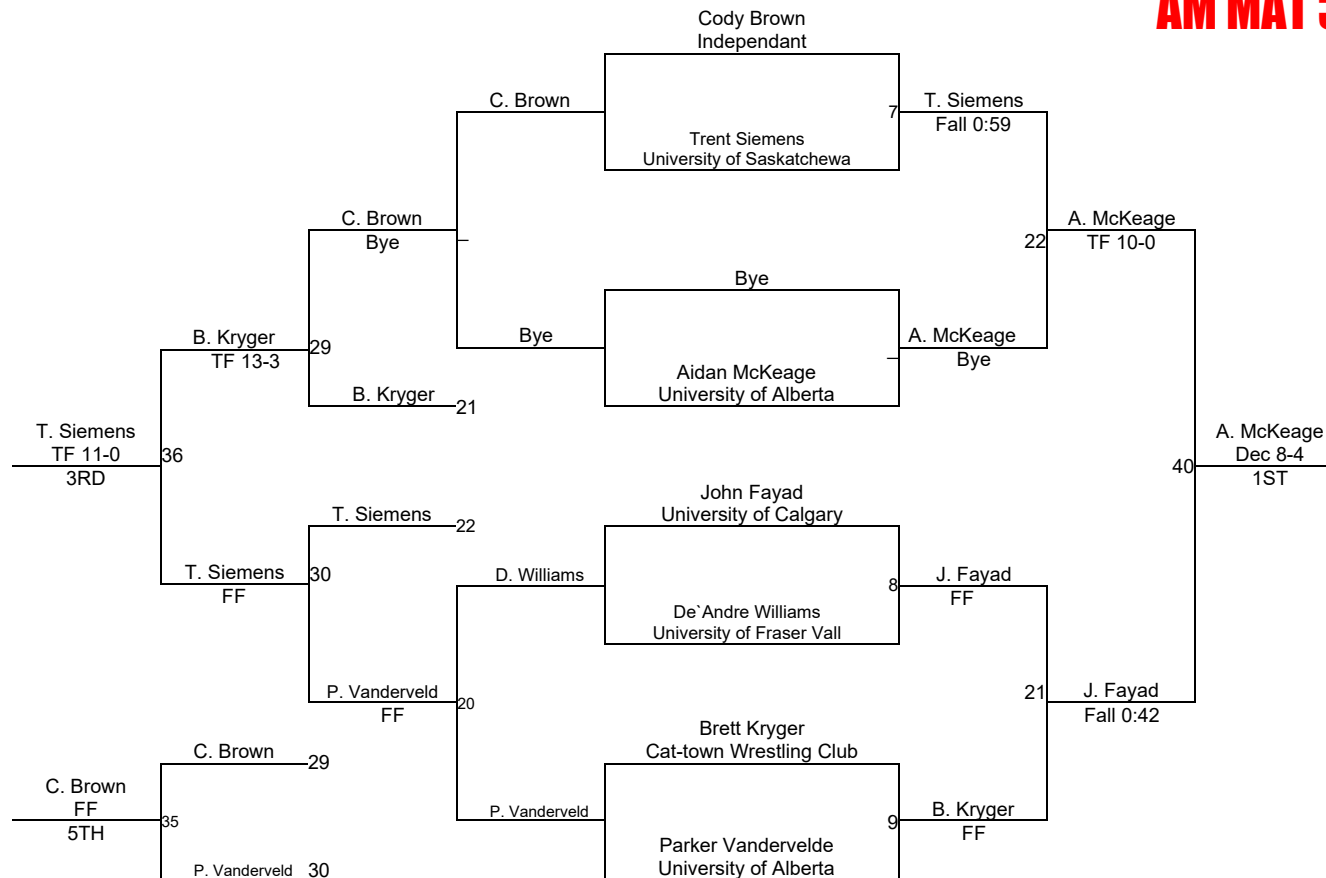 AM MAT 5
Cody Brown
Independant
C. Brown
7
T. Siemens
Fall 0:59
Trent Siemens
University of Saskatchewa
C. Brown
Bye
22
A. McKeage
TF 10-0
Bye
B. Kryger
TF 13-3
29
Bye
A. McKeage
Bye
Aidan McKeage
University of Alberta
B. Kryger
21
T. Siemens
TF 11-0
3RD
36
A. McKeage
Dec 8-4
1ST
40
John Fayad
University of Calgary
T. Siemens
22
T. Siemens
FF
30
D. Williams
8
J. Fayad
FF
De`Andre Williams
University of Fraser Vall
P. Vanderveld
FF
20
21
J. Fayad
Fall 0:42
Brett Kryger
Cat-town Wrestling Club
C. Brown
29
C. Brown
FF
5TH
35
P. Vanderveld
9
B. Kryger
FF
Parker Vandervelde
University of Alberta
P. Vanderveld
30